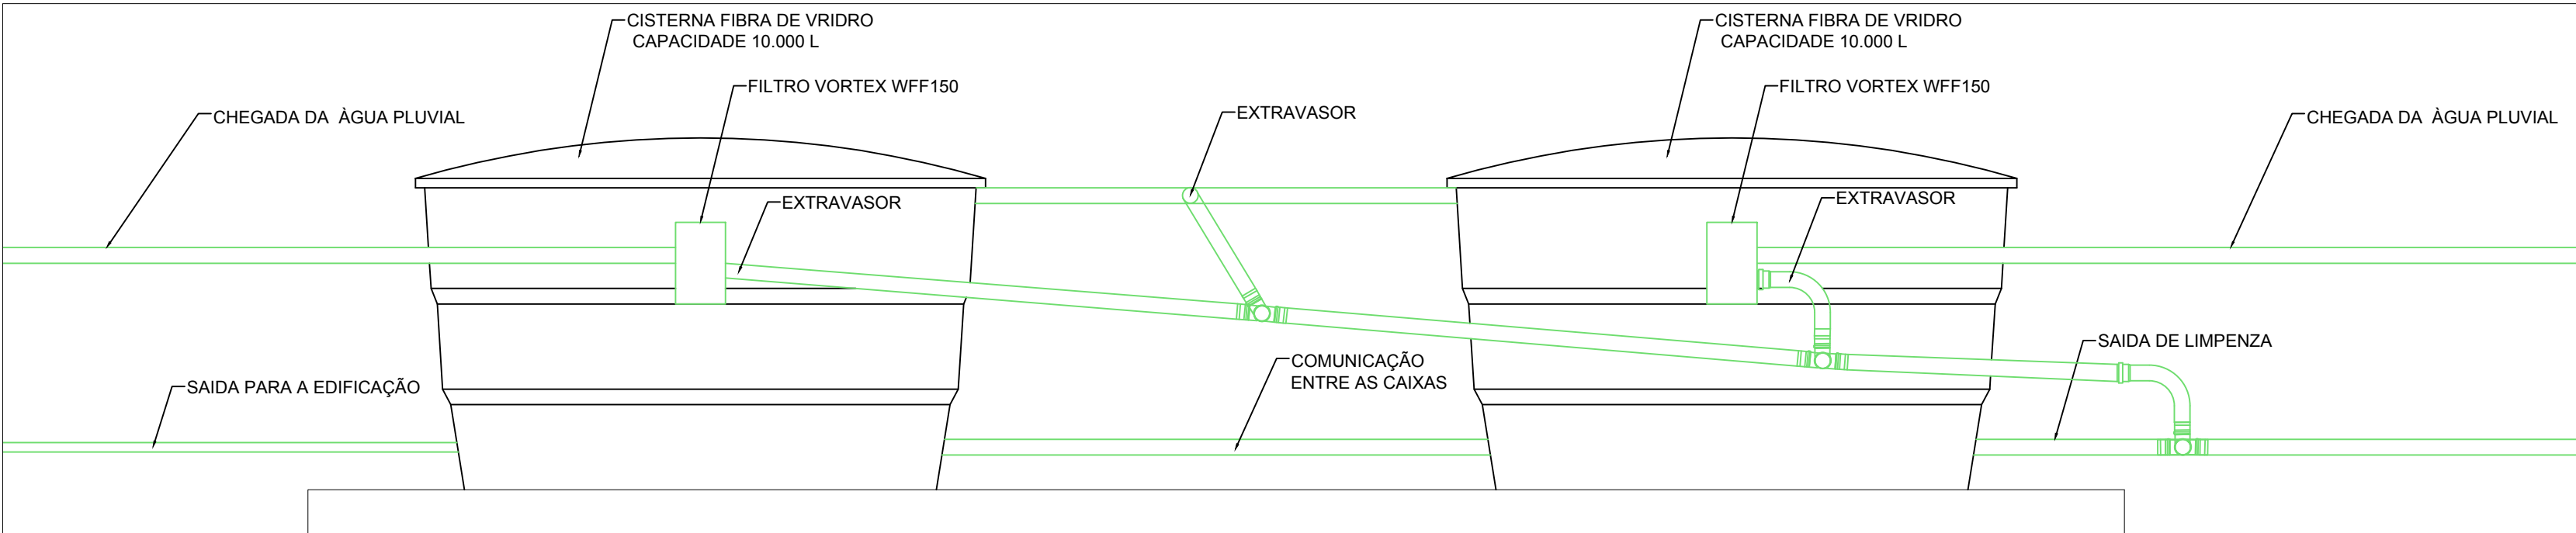 CISTERNA FIBRA DE VRIDRO
CAPACIDADE 10.000 L
FILTRO VORTEX WFF150
CHEGADA DA ÀGUA PLUVIAL
EXTRAVASOR
EXTRAVASOR
SAIDA PARA A EDIFICAÇÃO
COMUNICAÇÃO
ENTRE AS CAIXAS
CISTERNA FIBRA DE VRIDRO
CAPACIDADE 10.000 L
FILTRO VORTEX WFF150
CHEGADA DA ÀGUA PLUVIAL
EXTRAVASOR
SAIDA DE LIMPENZA